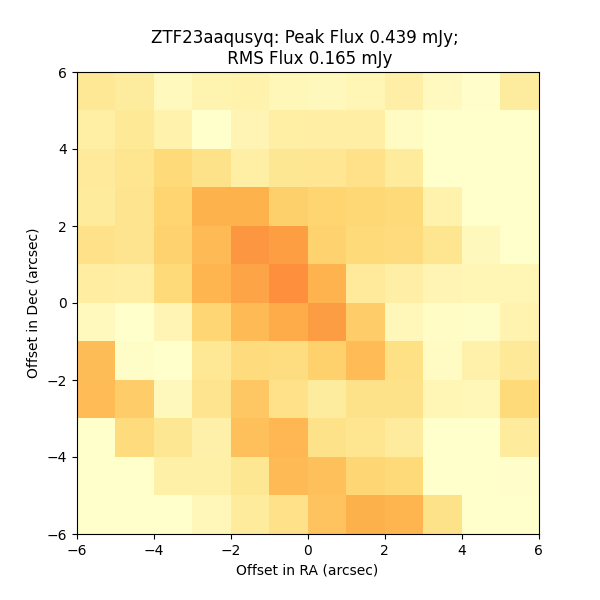 ZTF23aaqusyq: Peak Flux 0.439 mJy;
RMS Flux 0.165 mJy
6
4
2
0
−2
−4
−6
Offset in Dec (arcsec)
−6 −4 −2 0 2 4 6
Offset in RA (arcsec)